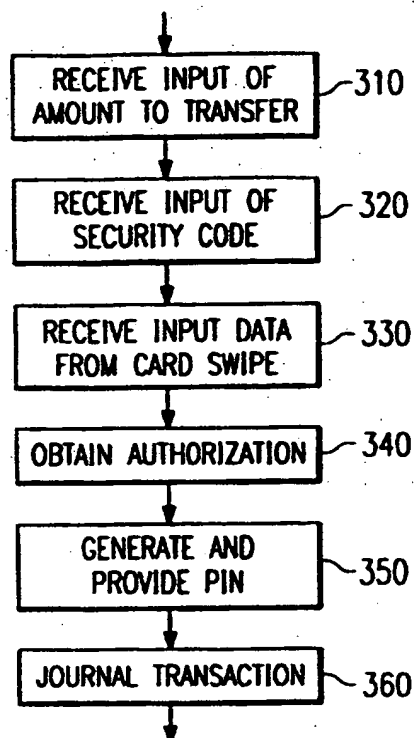 RECEIVE INPUT OF
AMOUNT TO TRANSFER
310
RECEIVE INPUT OF
SECURITY CODE
320
RECEIVE INPUT DATA
FROM CARD SWIPE
330
OBTAIN AUTHORIZATION
340
GENERATE AND
PROVIDE PIN
350
JOURNAL TRANSACTION
360